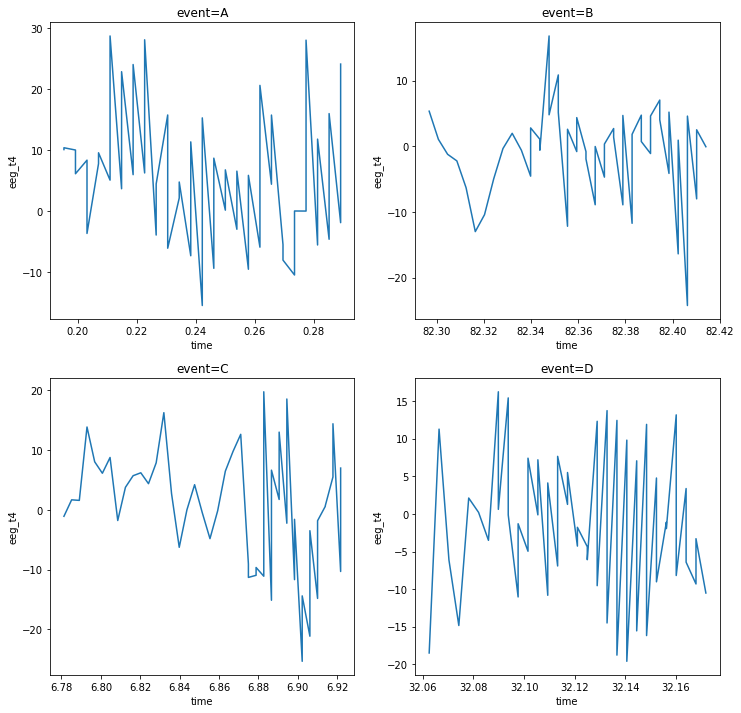 event=A
30
20
10
0
−10
eeg_t4
0.20 0.22 0.24 0.26 0.28
time
event=B
10
0
−10
−20
eeg_t4
82.30 82.32 82.34 82.36 82.38 82.40 82.42
time
event=C
20
10
0
−10
−20
eeg_t4
6.78 6.80 6.82 6.84 6.86 6.88 6.90 6.92
time
event=D
15
10
5
0
−5
−10
−15
−20
eeg_t4
32.06 32.08 32.10 32.12 32.14 32.16
time